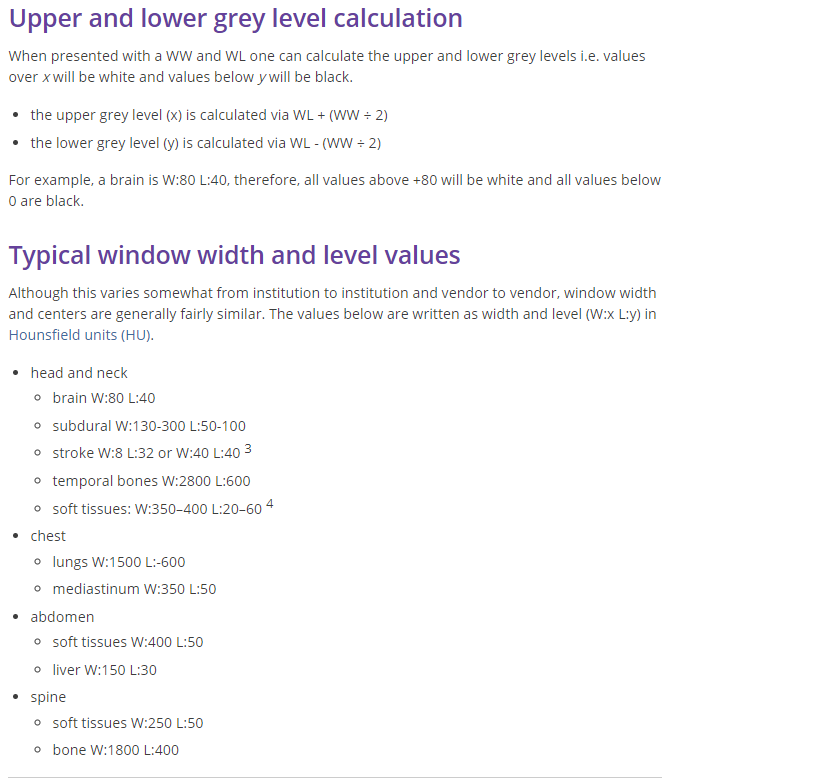 Upper and lower grey level calculation
When presented with a WW and WL one can calculate the upper and lower grey levels i.e. values
over x will be white and values below y will be black.
• the upper grey level (x) is calculated via WL + (WW ÷ 2)
• the lower grey level (y) is calculated via WL - (WW ÷ 2)
For example, a brain is W:80 L:40, therefore, all values above +80 will be white and all values below
0 are black.
Typical window width and level values
Although this varies somewhat from institution to institution and vendor to vendor, window width
and centers are generally fairly similar. The values below are written as width and level (W:x L:y) in
Hounsfield units (HU).
• head and neck
◦ brain W:80 L:40
◦ subdural W:130-300 L:50-100
◦ stroke W:8 L:32 or W:40 L:40 3
◦ temporal bones W:2800 L:600
◦ soft tissues: W:350–400 L:20–60 4
• chest
◦ lungs W:1500 L:-600
◦ mediastinum W:350 L:50
• abdomen
◦ soft tissues W:400 L:50
◦ liver W:150 L:30
• spine
◦ soft tissues W:250 L:50
◦ bone W:1800 L:400